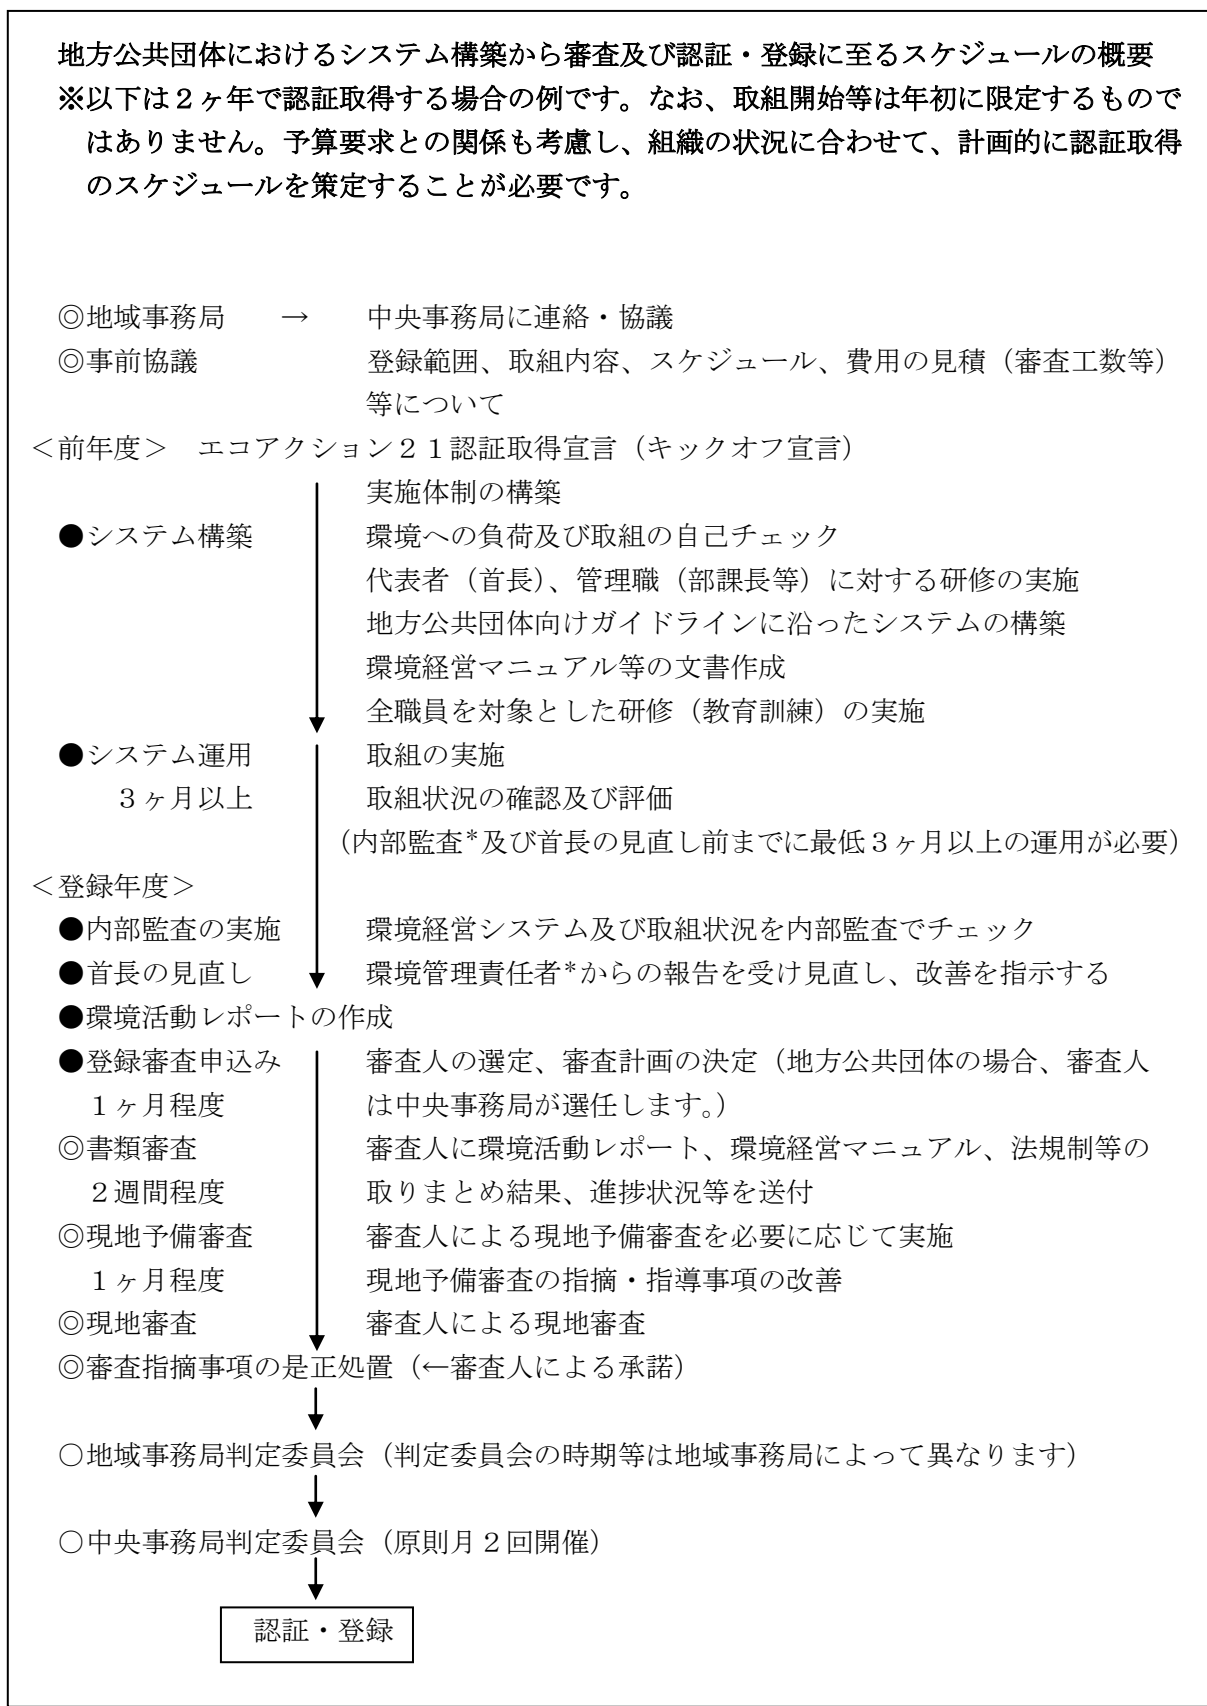 地方公共団体におけるシステム構築から審査及び認証・登録に至るスケジュールの概要
※以下は２ヶ年で認証取得する場合の例です。なお、取組開始等は年初に限定するもので
はありません。予算要求との関係も考慮し、組織の状況に合わせて、計画的に認証取得
のスケジュールを策定することが必要です。
◎地域事務局　→　中央事務局に連絡・協議
◎事前協議　登録範囲、取組内容、スケジュール、費用の見積（審査工数等）
等について
＜前年度＞　エコアクション２１認証取得宣言（キックオフ宣言）
実施体制の構築
●システム構築　環境への負荷及び取組の自己チェック
代表者（首長）、管理職（部課長等）に対する研修の実施
地方公共団体向けガイドラインに沿ったシステムの構築
環境経営マニュアル等の文書作成
全職員を対象とした研修（教育訓練）の実施
●システム運用　取組の実施
３ヶ月以上　取組状況の確認及び評価
（内部監査*及び首長の見直し前までに最低３ヶ月以上の運用が必要）
＜登録年度＞
●内部監査の実施　環境経営システム及び取組状況を内部監査でチェック
●首長の見直し　環境管理責任者*からの報告を受け見直し、改善を指示する
●環境活動レポートの作成
●登録審査申込み　審査人の選定、審査計画の決定（地方公共団体の場合、審査人
１ヶ月程度　は中央事務局が選任します。）
◎書類審査　審査人に環境活動レポート、環境経営マニュアル、法規制等の
２週間程度　取りまとめ結果、進捗状況等を送付
◎現地予備審査　審査人による現地予備審査を必要に応じて実施
１ヶ月程度　現地予備審査の指摘・指導事項の改善
◎現地審査　審査人による現地審査
◎審査指摘事項の是正処置（←審査人による承諾）
○地域事務局判定委員会（判定委員会の時期等は地域事務局によって異なります）
○中央事務局判定委員会（原則月２回開催）
認証・登録